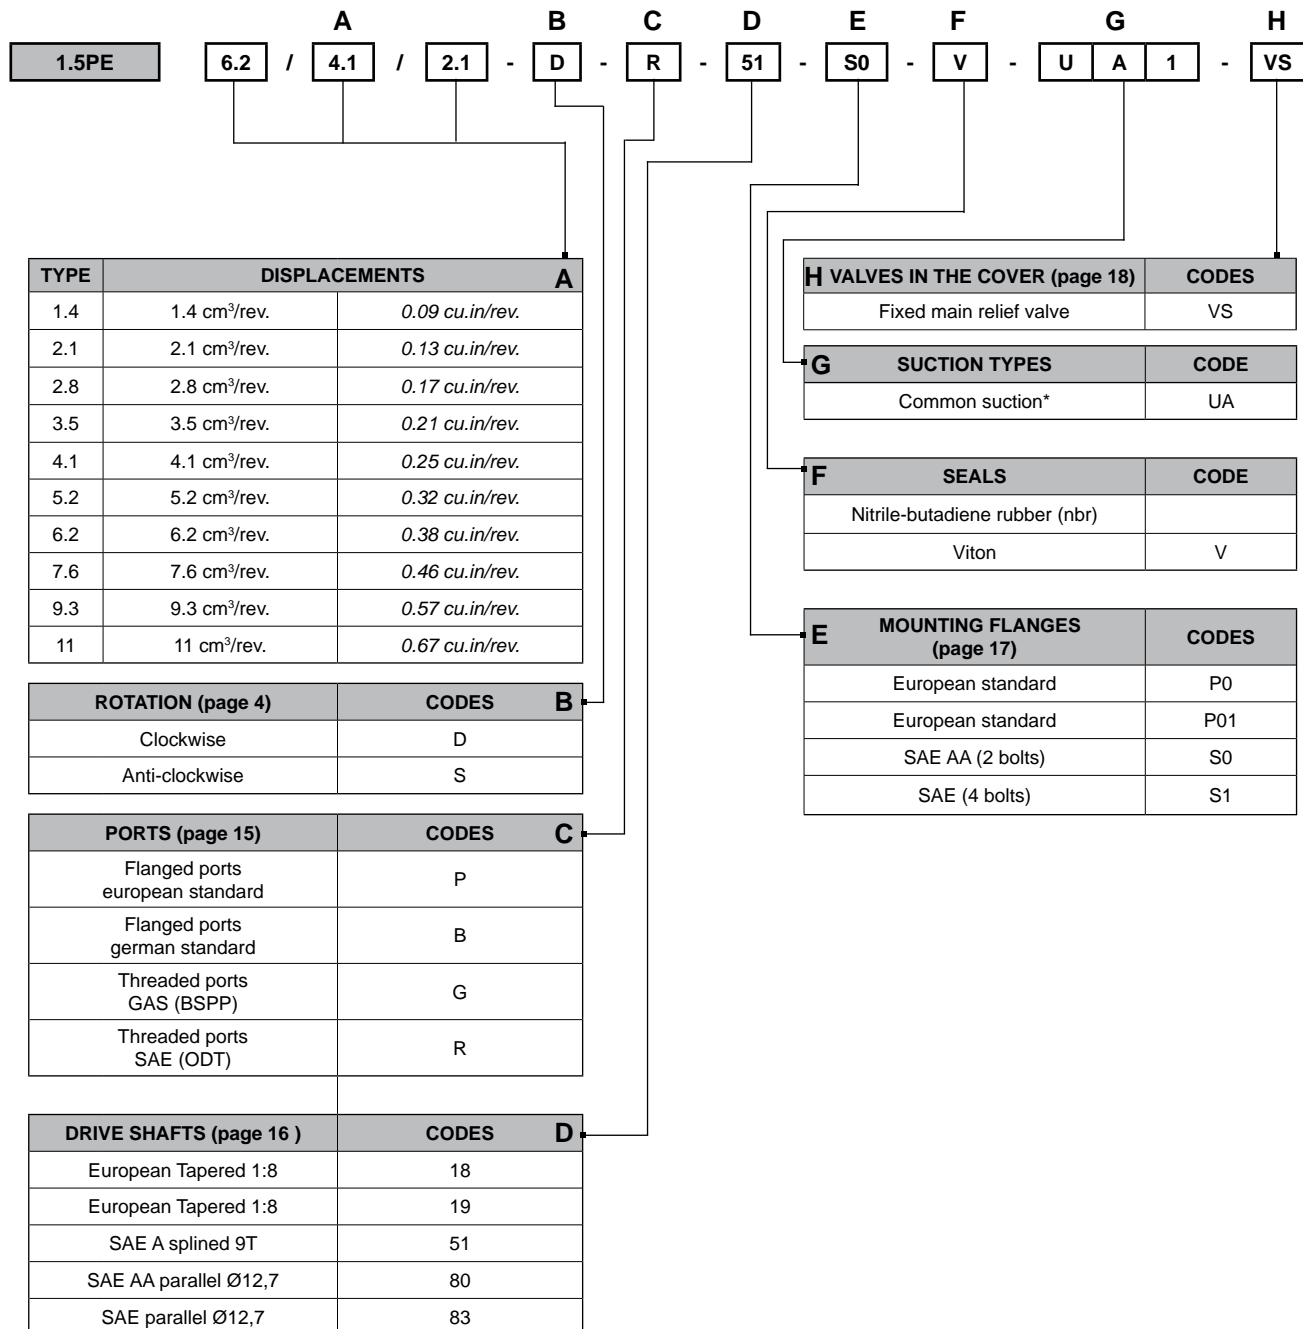 A B C D E F G H
1.5PE 6.2 / 4.1 / 2.1 - D - R - 51 - S0 - V - U A 1 - VS
TYPE DISPLACEMENTS A
1.4 1.4 cm³/rev. 0.09 cu.in/rev.
2.1 2.1 cm³/rev. 0.13 cu.in/rev.
2.8 2.8 cm³/rev. 0.17 cu.in/rev.
3.5 3.5 cm³/rev. 0.21 cu.in/rev.
4.1 4.1 cm³/rev. 0.25 cu.in/rev.
5.2 5.2 cm³/rev. 0.32 cu.in/rev.
6.2 6.2 cm³/rev. 0.38 cu.in/rev.
7.6 7.6 cm³/rev. 0.46 cu.in/rev.
9.3 9.3 cm³/rev. 0.57 cu.in/rev.
11 11 cm³/rev. 0.67 cu.in/rev.
ROTATION (page 4) CODES B
Clockwise D
Anti-clockwise S
PORTS (page 15) CODES C
Flanged ports
european standard P
Flanged ports
german standard B
Threaded ports
GAS (BSPP) G
Threaded ports
SAE (ODT) R
DRIVE SHAFTS (page 16 ) CODES D
European Tapered 1:8 18
European Tapered 1:8 19
SAE A splined 9T 51
SAE AA parallel Ø12,7 80
SAE parallel Ø12,7 83
H VALVES IN THE COVER (page 18) CODES
Fixed main relief valve VS
G SUCTION TYPES CODE
Common suction* UA
F SEALS CODE
Nitrile-butadiene rubber (nbr)
Viton V
E MOUNTING FLANGES
(page 17) CODES
European standard P0
European standard P01
SAE AA (2 bolts) S0
SAE (4 bolts) S1